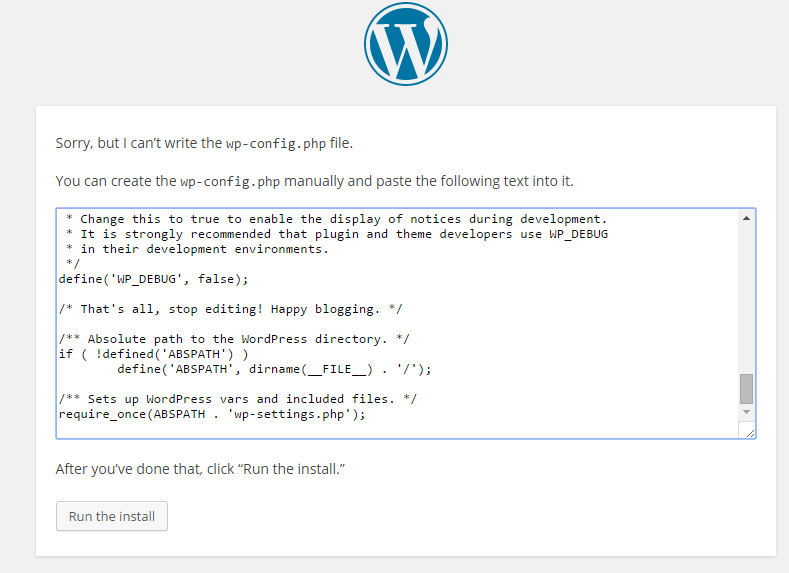 Sorry, but I can’t write the wp-config.php file.
You can create the wp-config.php manually and paste the following text into it.
 * Change this to true to enable the display of notices during development.
 * It is strongly recommended that plugin and theme developers use WP_DEBUG
 * in their development environments.
 */
define('WP_DEBUG', false);
/* That's all, stop editing! Happy blogging. */
/** Absolute path to the WordPress directory. */
if ( !defined('ABSPATH') )
        define('ABSPATH', dirname(__FILE__) . '/');
/** Sets up WordPress vars and included files. */
require_once(ABSPATH . 'wp-settings.php');
After you’ve done that, click “Run the install.”
Run the install